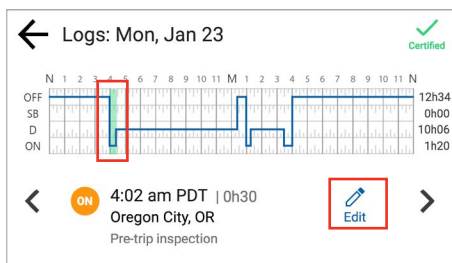 Logs: Mon, Jan 23
Certified
N 1 2 3 4 5 6 7 8 9 10 11 M 1 2 3 4 5 6 7 8 9 10 11 N
OFF 12h34
SB 0h00
D 10h06
ON 1h20
ON 4:02 am PDT | 0h30
Oregon City, OR
Edit
Pre-trip inspection